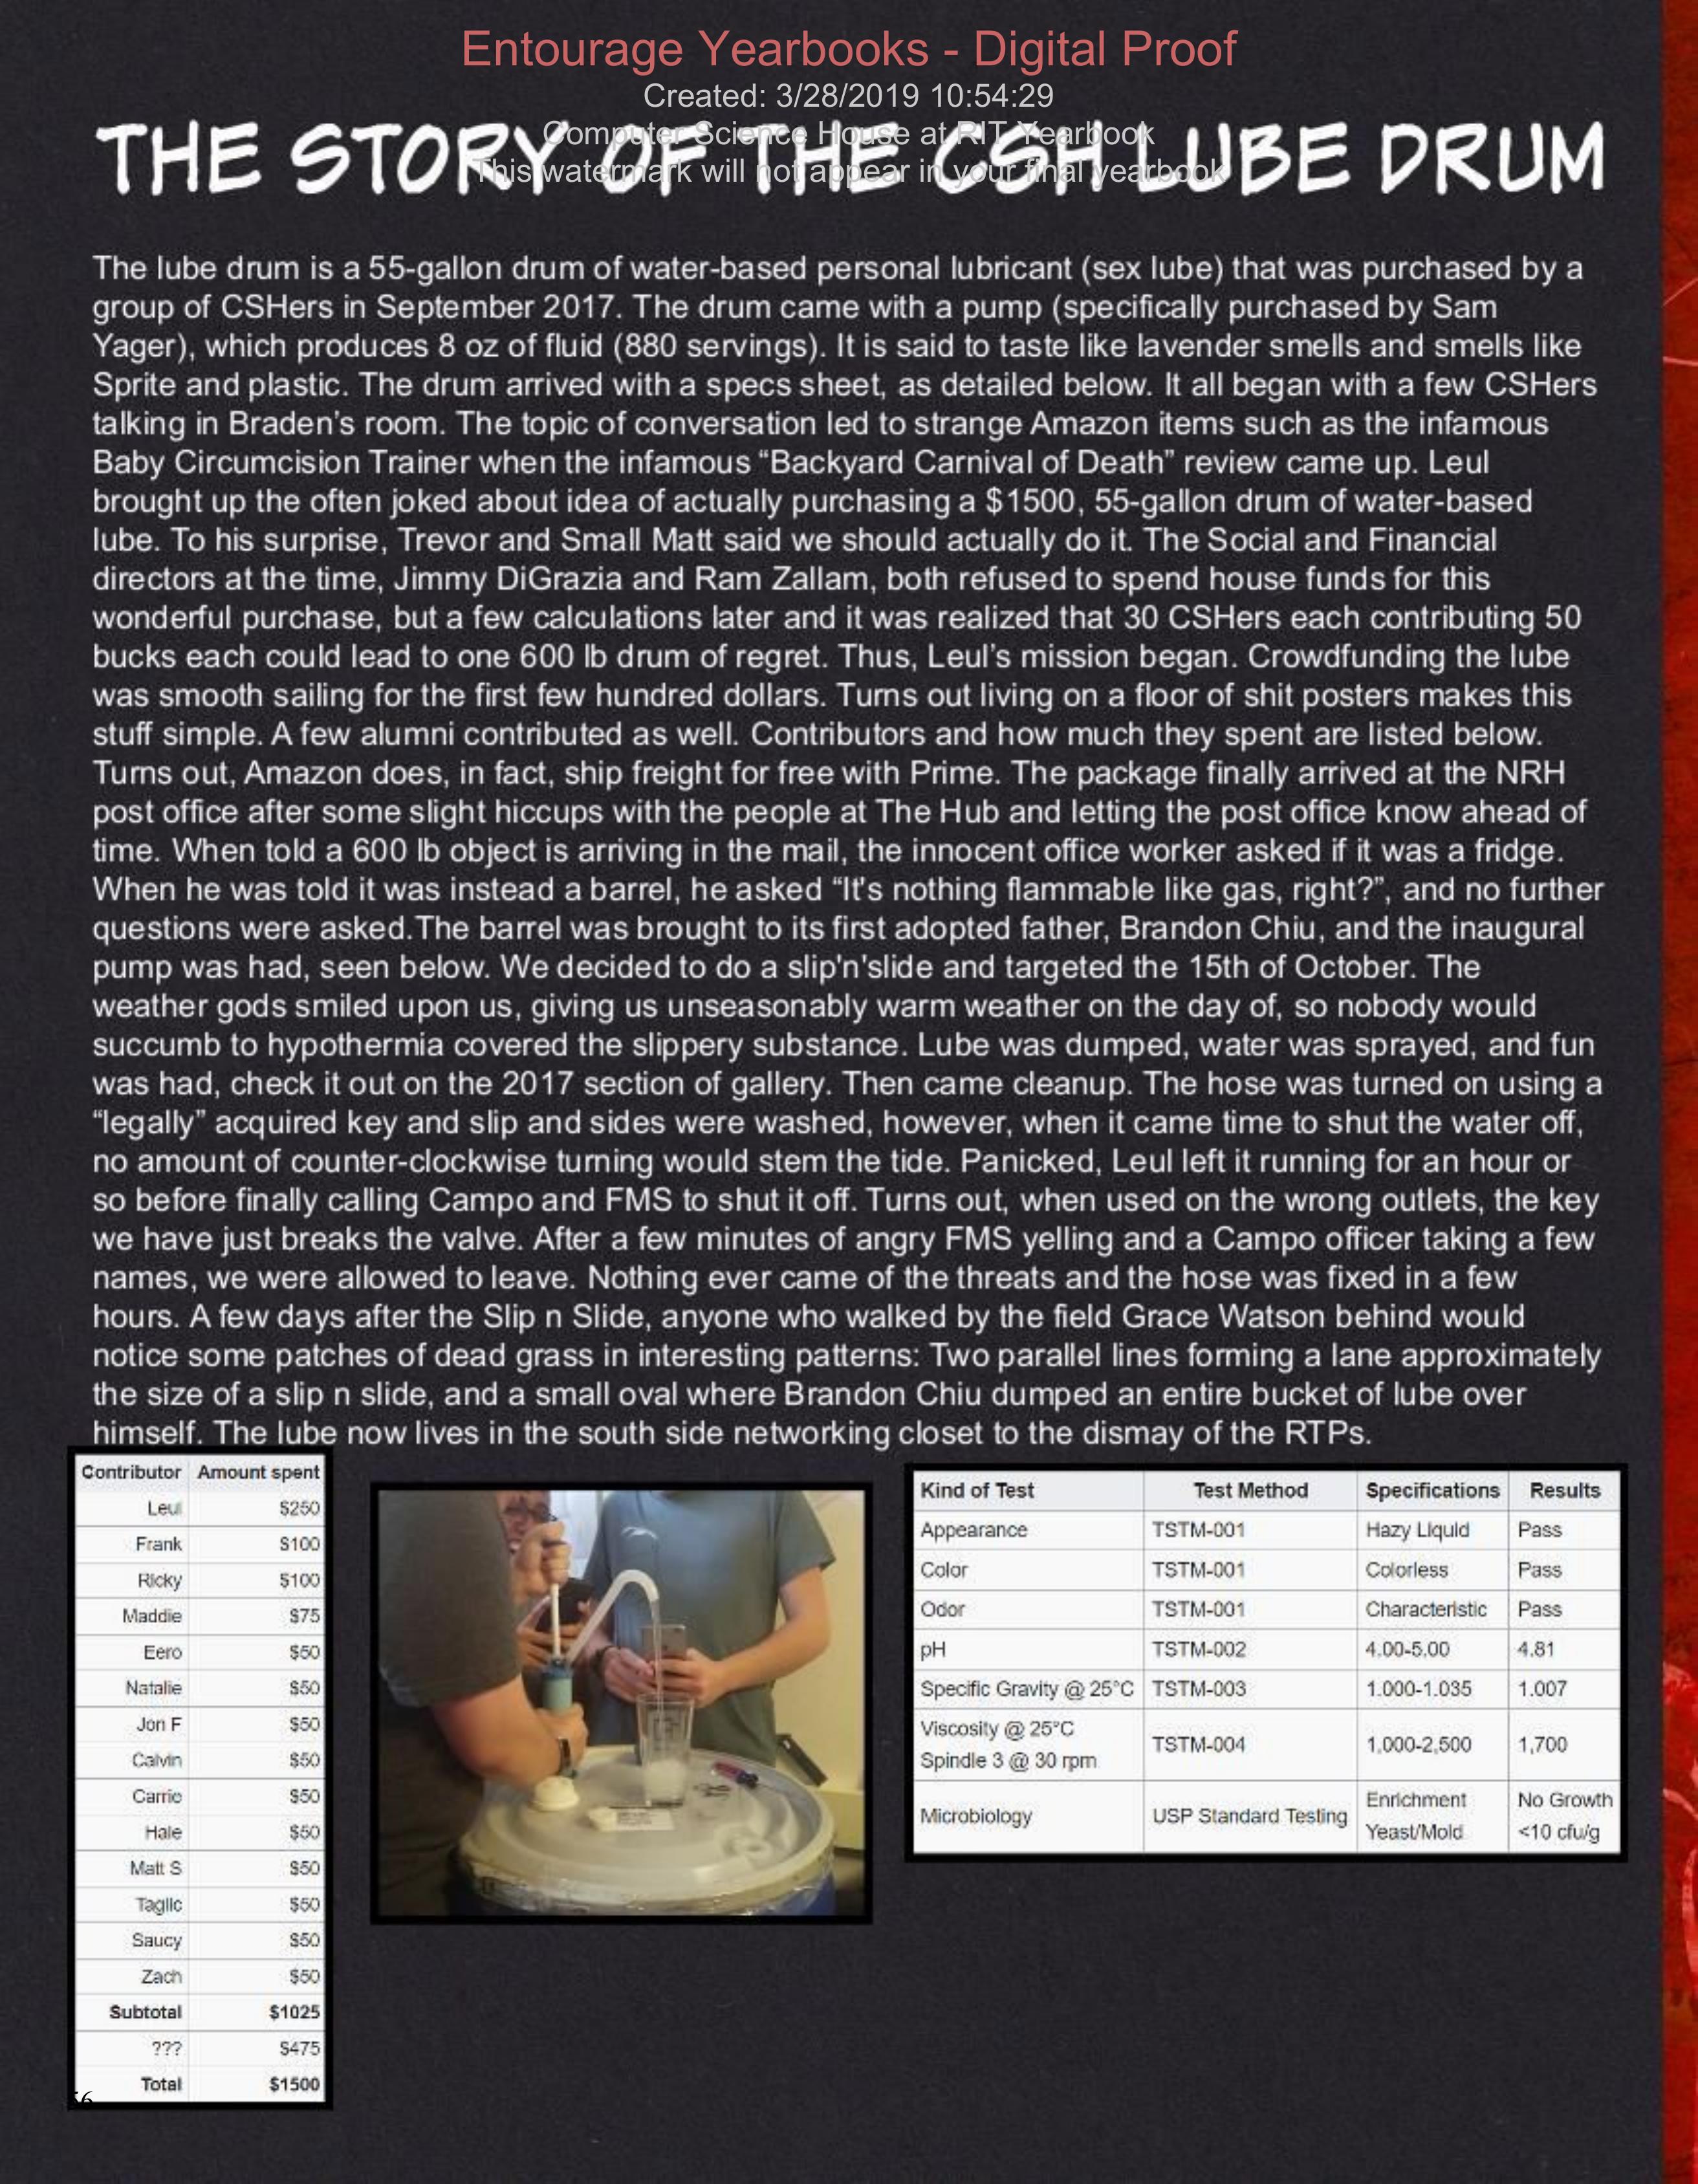 Entourage Yearbooks - Digital Proof
Created: 3/28/2019 10:54:29
Computer Science House at RIT Yearbook
This watermark will not appear in your final yearbook
THE STORY OF THE CSH LUBE DRUM
The lube drum is a 55-gallon drum of water-based personal lubricant (sex lube) that was purchased by a
group of CSHers in September 2017. The drum came with a pump (specifically purchased by Sam
Yager), which produces 8 oz of fluid (880 servings). It is said to taste like lavender smells and smells like
Sprite and plastic. The drum arrived with a specs sheet, as detailed below. It all began with a few CSHers
talking in Braden’s room. The topic of conversation led to strange Amazon items such as the infamous
Baby Circumcision Trainer when the infamous “Backyard Carnival of Death” review came up. Leul
brought up the often joked about idea of actually purchasing a $1500, 55-gallon drum of water-based
lube. To his surprise, Trevor and Small Matt said we should actually do it. The Social and Financial
directors at the time, Jimmy DiGrazia and Ram Zallam, both refused to spend house funds for this
wonderful purchase, but a few calculations later and it was realized that 30 CSHers each contributing 50
bucks each could lead to one 600 lb drum of regret. Thus, Leul’s mission began. Crowdfunding the lube
was smooth sailing for the first few hundred dollars. Turns out living on a floor of shit posters makes this
stuff simple. A few alumni contributed as well. Contributors and how much they spent are listed below.
Turns out, Amazon does, in fact, ship freight for free with Prime. The package finally arrived at the NRH
post office after some slight hiccups with the people at The Hub and letting the post office know ahead of
time. When told a 600 lb object is arriving in the mail, the innocent office worker asked if it was a fridge.
When he was told it was instead a barrel, he asked “It's nothing flammable like gas, right?”, and no further
questions were asked.The barrel was brought to its first adopted father, Brandon Chiu, and the inaugural
pump was had, seen below. We decided to do a slip'n'slide and targeted the 15th of October. The
weather gods smiled upon us, giving us unseasonably warm weather on the day of, so nobody would
succumb to hypothermia covered the slippery substance. Lube was dumped, water was sprayed, and fun
was had, check it out on the 2017 section of gallery. Then came cleanup. The hose was turned on using a
“legally” acquired key and slip and sides were washed, however, when it came time to shut the water off,
no amount of counter-clockwise turning would stem the tide. Panicked, Leul left it running for an hour or
so before finally calling Campo and FMS to shut it off. Turns out, when used on the wrong outlets, the key
we have just breaks the valve. After a few minutes of angry FMS yelling and a Campo officer taking a few
names, we were allowed to leave. Nothing ever came of the threats and the hose was fixed in a few
hours. A few days after the Slip n Slide, anyone who walked by the field Grace Watson behind would
notice some patches of dead grass in interesting patterns: Two parallel lines forming a lane approximately
the size of a slip n slide, and a small oval where Brandon Chiu dumped an entire bucket of lube over
himself. The lube now lives in the south side networking closet to the dismay of the RTPs.
Contributor Amount spent
Leul $250
Frank $100
Ricky $100
Maddie $75
Eero $50
Natalie $50
Jon F $50
Calvin $50
Carrie $50
Hale $50
Matt S $50
Taglic $50
Saucy $50
Zach $50
Subtotal $1025
??? $475
Total $1500
Kind of Test Test Method Specifications Results
Appearance TSTM-001 Hazy Liquid Pass
Color TSTM-001 Colorless Pass
Odor TSTM-001 Characteristic Pass
pH TSTM-002 4.00-5.00 4.81
Specific Gravity @ 25°C TSTM-003 1.000-1.035 1.007
Viscosity @ 25°C
Spindle 3 @ 30 rpm TSTM-004 1,000-2,500 1,700
Microbiology USP Standard Testing Enrichment No Growth
Yeast/Mold <10 cfu/g